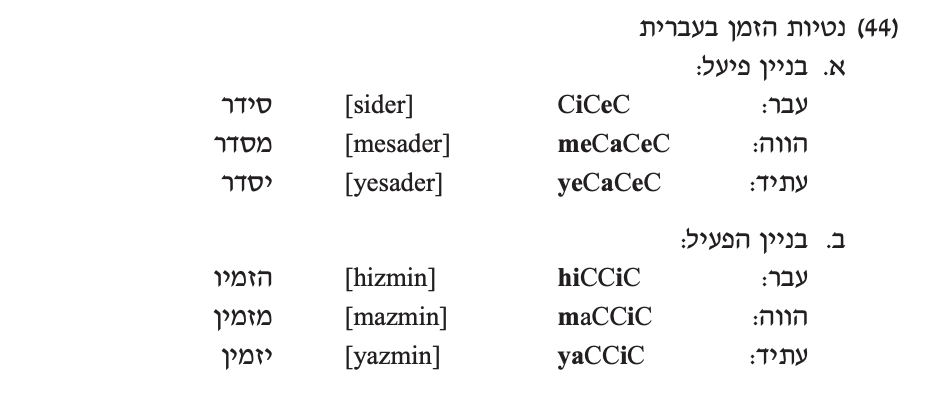 (44) נטיות הזמן בעברית
א. בניין פיעל:
עבר: CiCeC [sider] סידר
הווה: meCaCeC [mesader] מסדר
עתיד: yeCaCeC [yesader] יסדר
ב. בניין הפעיל:
עבר: hiCCiC [hizmin] הזמיו
הווה: maCCiC [mazmin] מזמין
עתיד: yaCCiC [yazmin] יזמין